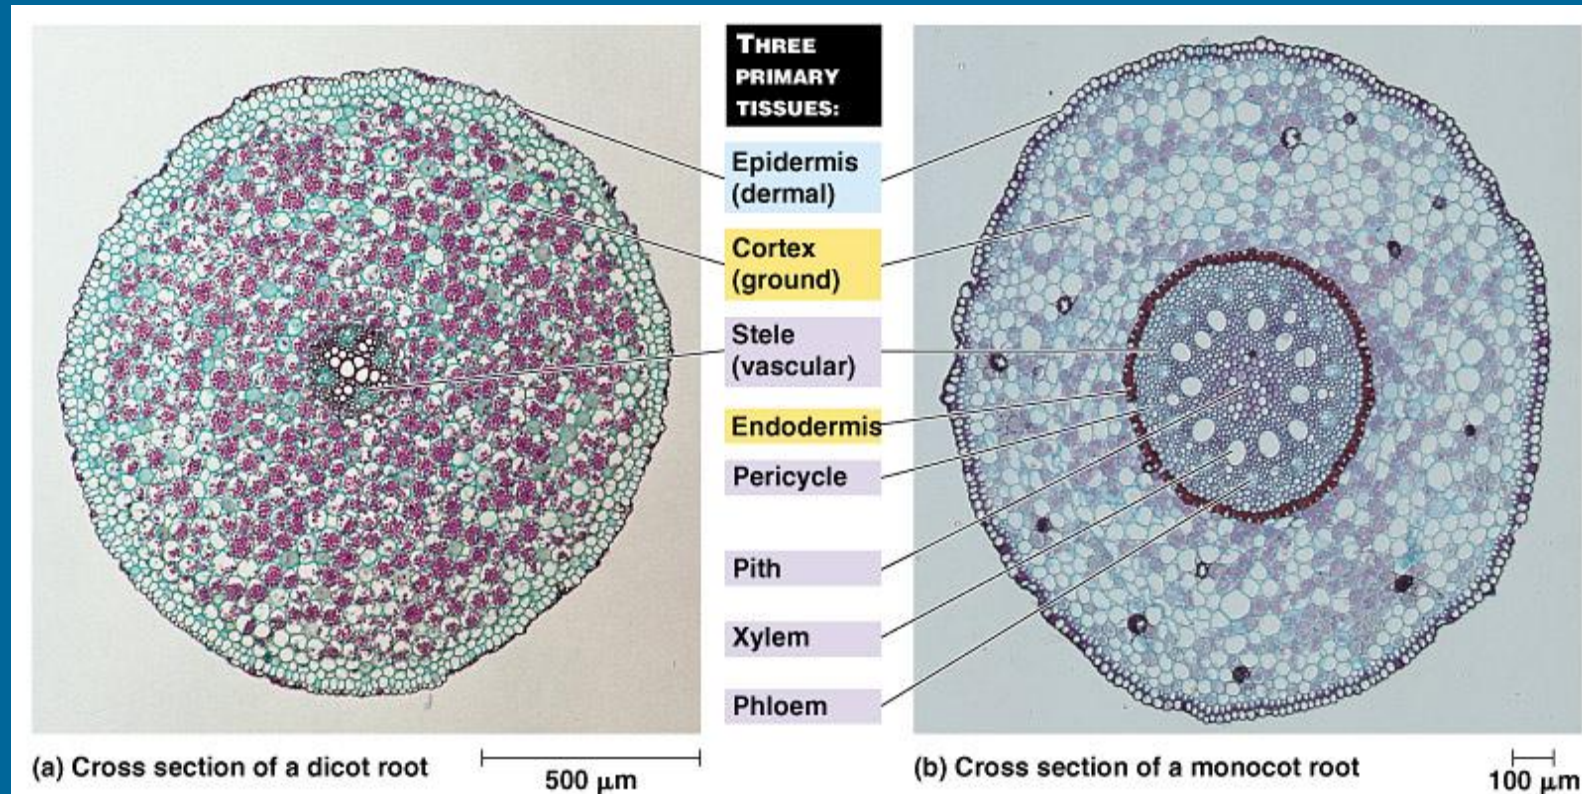 THREE
PRIMARY
TISSUES:
Epidermis
(dermal)
Cortex
(ground)
Stele
(vascular)
Endodermis
Pericycle
Pith
Xylem
Phloem
(a) Cross section of a dicot root
500 μm
(b) Cross section of a monocot root
100 μm